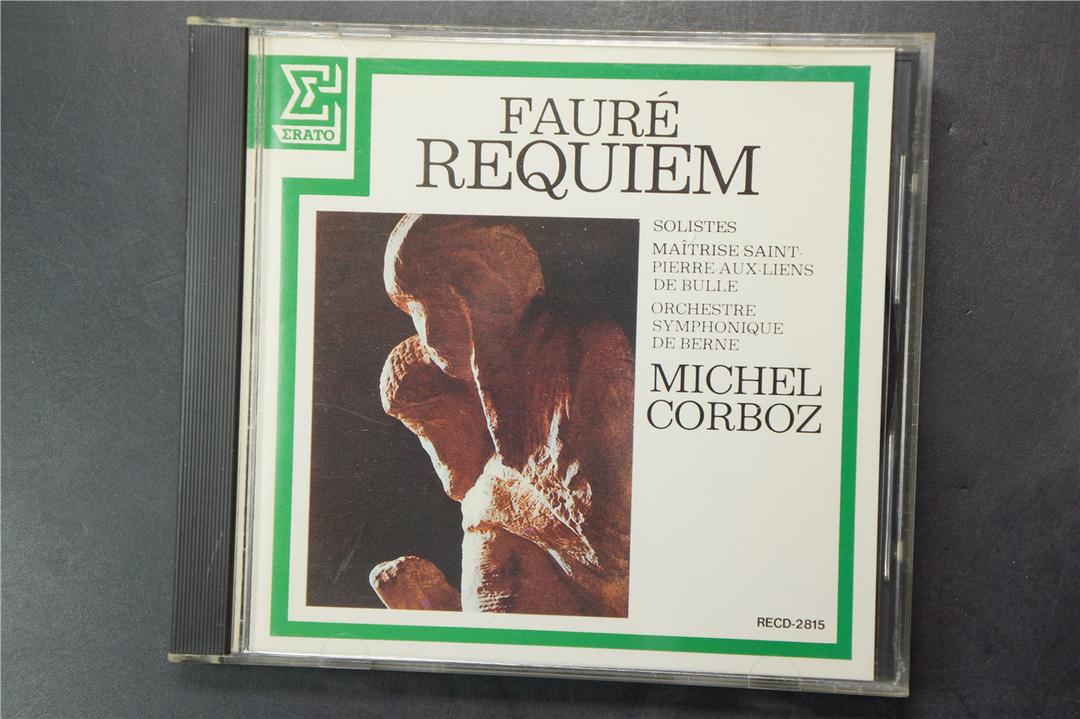 ΣRATO
FAURÉ
REQUIEM
SOLISTES
MAÎTRISE SAINT-
PIERRE-AUX-LIENS
DE BULLE
ORCHESTRE
SYMPHONIQUE
DE BERNE
MICHEL
CORBOZ
RECD-2815